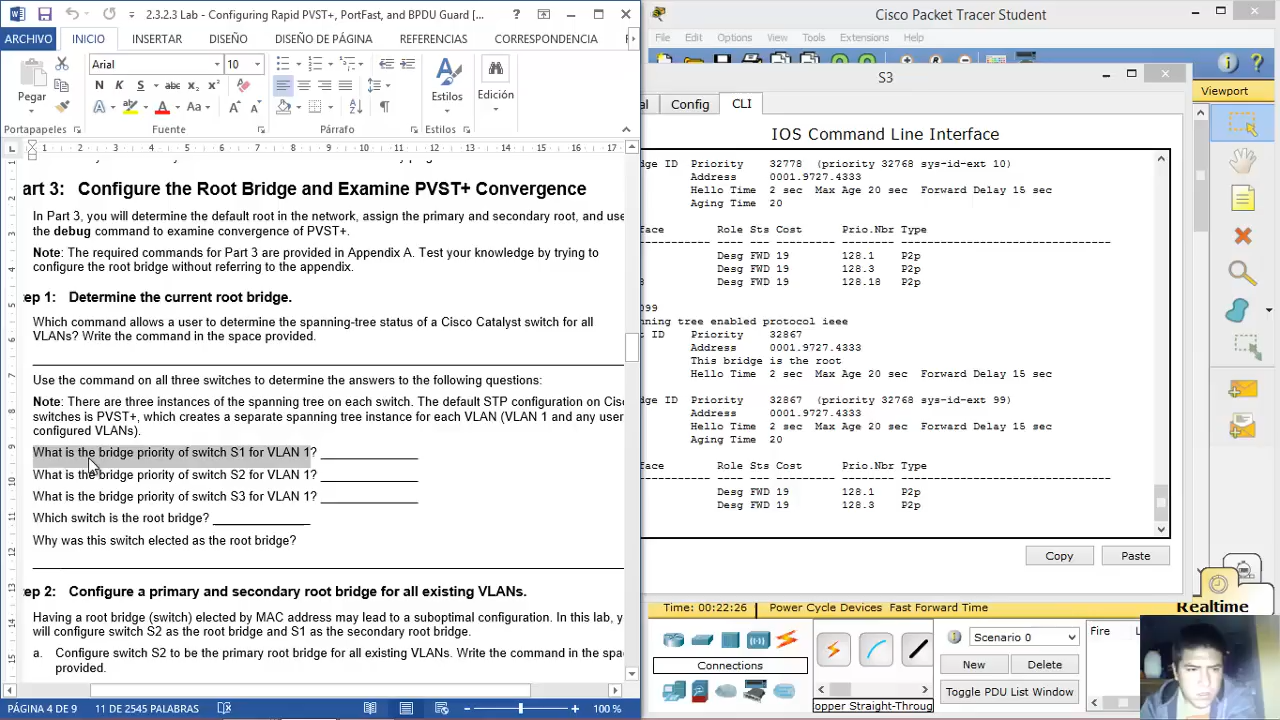 2.3.2.3 Lab - Configuring Rapid PVST+, PortFast, and BPDU Guard [...
ARCHIVO INICIO INSERTAR DISEÑO DISEÑO DE PÁGINA REFERENCIAS CORRESPONDENCIA
Arial 10
Pegar
Estilos
Edición
Portapapeles Fuente Párrafo Estilos
art 3: Configure the Root Bridge and Examine PVST+ Convergence
In Part 3, you will determine the default root in the network, assign the primary and secondary root, and use
the debug command to examine convergence of PVST+.
Note: The required commands for Part 3 are provided in Appendix A. Test your knowledge by trying to
configure the root bridge without referring to the appendix.
ep 1: Determine the current root bridge.
Which command allows a user to determine the spanning-tree status of a Cisco Catalyst switch for all
VLANs? Write the command in the space provided.
Use the command on all three switches to determine the answers to the following questions:
Note: There are three instances of the spanning tree on each switch. The default STP configuration on Cisc
switches is PVST+, which creates a separate spanning tree instance for each VLAN (VLAN 1 and any user
configured VLANs).
What is the bridge priority of switch S1 for VLAN 1? ______________
What is the bridge priority of switch S2 for VLAN 1? ______________
What is the bridge priority of switch S3 for VLAN 1? ______________
Which switch is the root bridge? ______________
Why was this switch elected as the root bridge?
ep 2: Configure a primary and secondary root bridge for all existing VLANs.
Having a root bridge (switch) elected by MAC address may lead to a suboptimal configuration. In this lab, y
will configure switch S2 as the root bridge and S1 as the secondary root bridge.
a. Configure switch S2 to be the primary root bridge for all existing VLANs. Write the command in the spac
provided.
PÁGINA 4 DE 9 11 DE 2545 PALABRAS 100 %
Cisco Packet Tracer Student
File Edit Options View Tools Extensions Help
S3
al Config CLI
IOS Command Line Interface
dge ID Priority 32778 (priority 32768 sys-id-ext 10)
Address 0001.9727.4333
Hello Time 2 sec Max Age 20 sec Forward Delay 15 sec
Aging Time 20
face Role Sts Cost Prio.Nbr Type
Desg FWD 19 128.1 P2p
Desg FWD 19 128.3 P2p
8 Desg FWD 19 128.18 P2p
099
ning tree enabled protocol ieee
t ID Priority 32867
Address 0001.9727.4333
This bridge is the root
Hello Time 2 sec Max Age 20 sec Forward Delay 15 sec
dge ID Priority 32867 (priority 32768 sys-id-ext 99)
Address 0001.9727.4333
Hello Time 2 sec Max Age 20 sec Forward Delay 15 sec
Aging Time 20
face Role Sts Cost Prio.Nbr Type
Desg FWD 19 128.1 P2p
Desg FWD 19 128.3 P2p
Copy Paste
Viewport
Time: 00:22:26 Power Cycle Devices Fast Forward Time
Realtime
Connections
opper Straight-Throug
Scenario 0
New Delete
Toggle PDU List Window
Fire